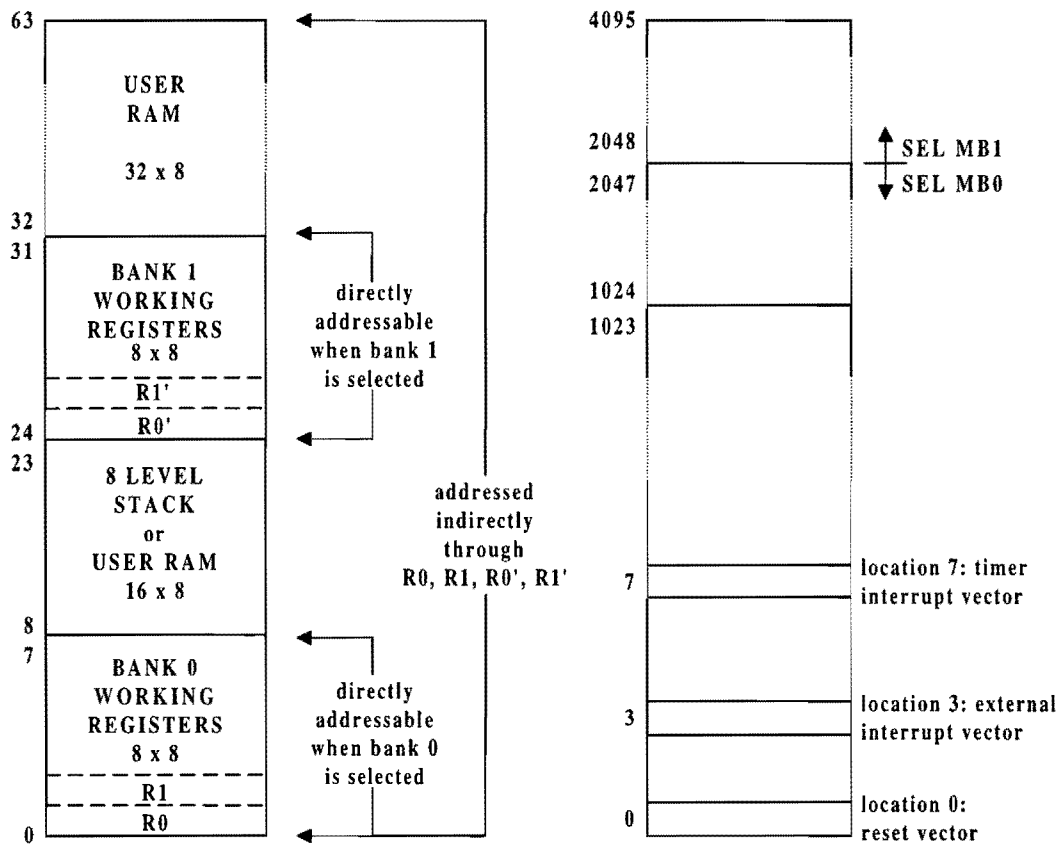 63
USER
RAM
32 x 8
32
31
BANK 1
WORKING
REGISTERS
8 x 8
R1'
R0'
24
23
8 LEVEL
STACK
or
USER RAM
16 x 8
8
7
BANK 0
WORKING
REGISTERS
8 x 8
R1
R0
0
directly
addressable
when bank 1
is selected
addressed
indirectly
through
R0, R1, R0', R1'
directly
addressable
when bank 0
is selected
4095
2048
2047
SEL MB1
SEL MB0
1024
1023
7
location 7: timer
interrupt vector
3
location 3: external
interrupt vector
0
location 0:
reset vector